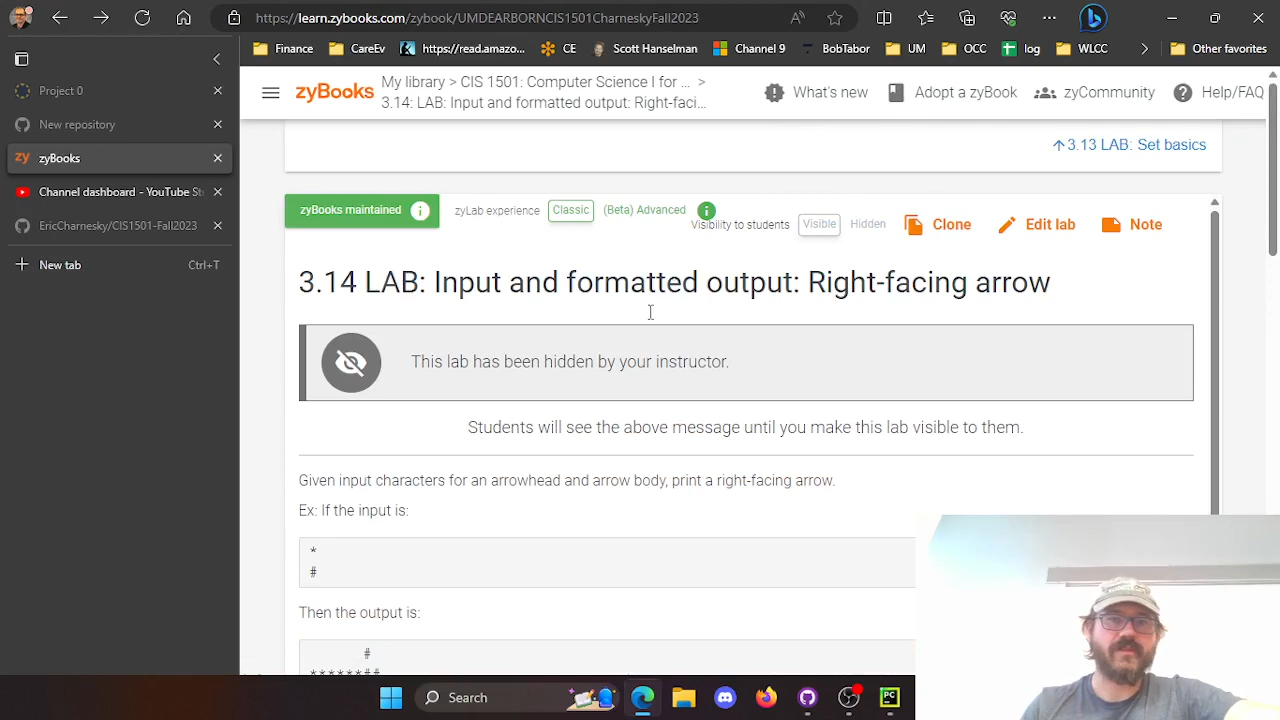 https://learn.zybooks.com/zybook/UMDEARBORNCIS1501CharneskyFall2023
Finance
CareEv
https://read.amazo...
CE
Scott Hanselman
Channel 9
BobTabor
UM
OCC
log
WLCC
Other favorites
Project 0
New repository
zyBooks
Channel dashboard - YouTube St
EricCharnesky/CIS1501-Fall2023
New tab
Ctrl+T
zyBooks
My library > CIS 1501: Computer Science I for ... >
3.14: LAB: Input and formatted output: Right-faci...
What's new
Adopt a zyBook
zyCommunity
Help/FAQ
↑3.13 LAB: Set basics
zyBooks maintained
zyLab experience
Classic
(Beta) Advanced
Visibility to students
Visible
Hidden
Clone
Edit lab
Note
3.14 LAB: Input and formatted output: Right-facing arrow
This lab has been hidden by your instructor.
Students will see the above message until you make this lab visible to them.
Given input characters for an arrowhead and arrow body, print a right-facing arrow.
Ex: If the input is:
*
#
Then the output is:
#
******##
Search
PC